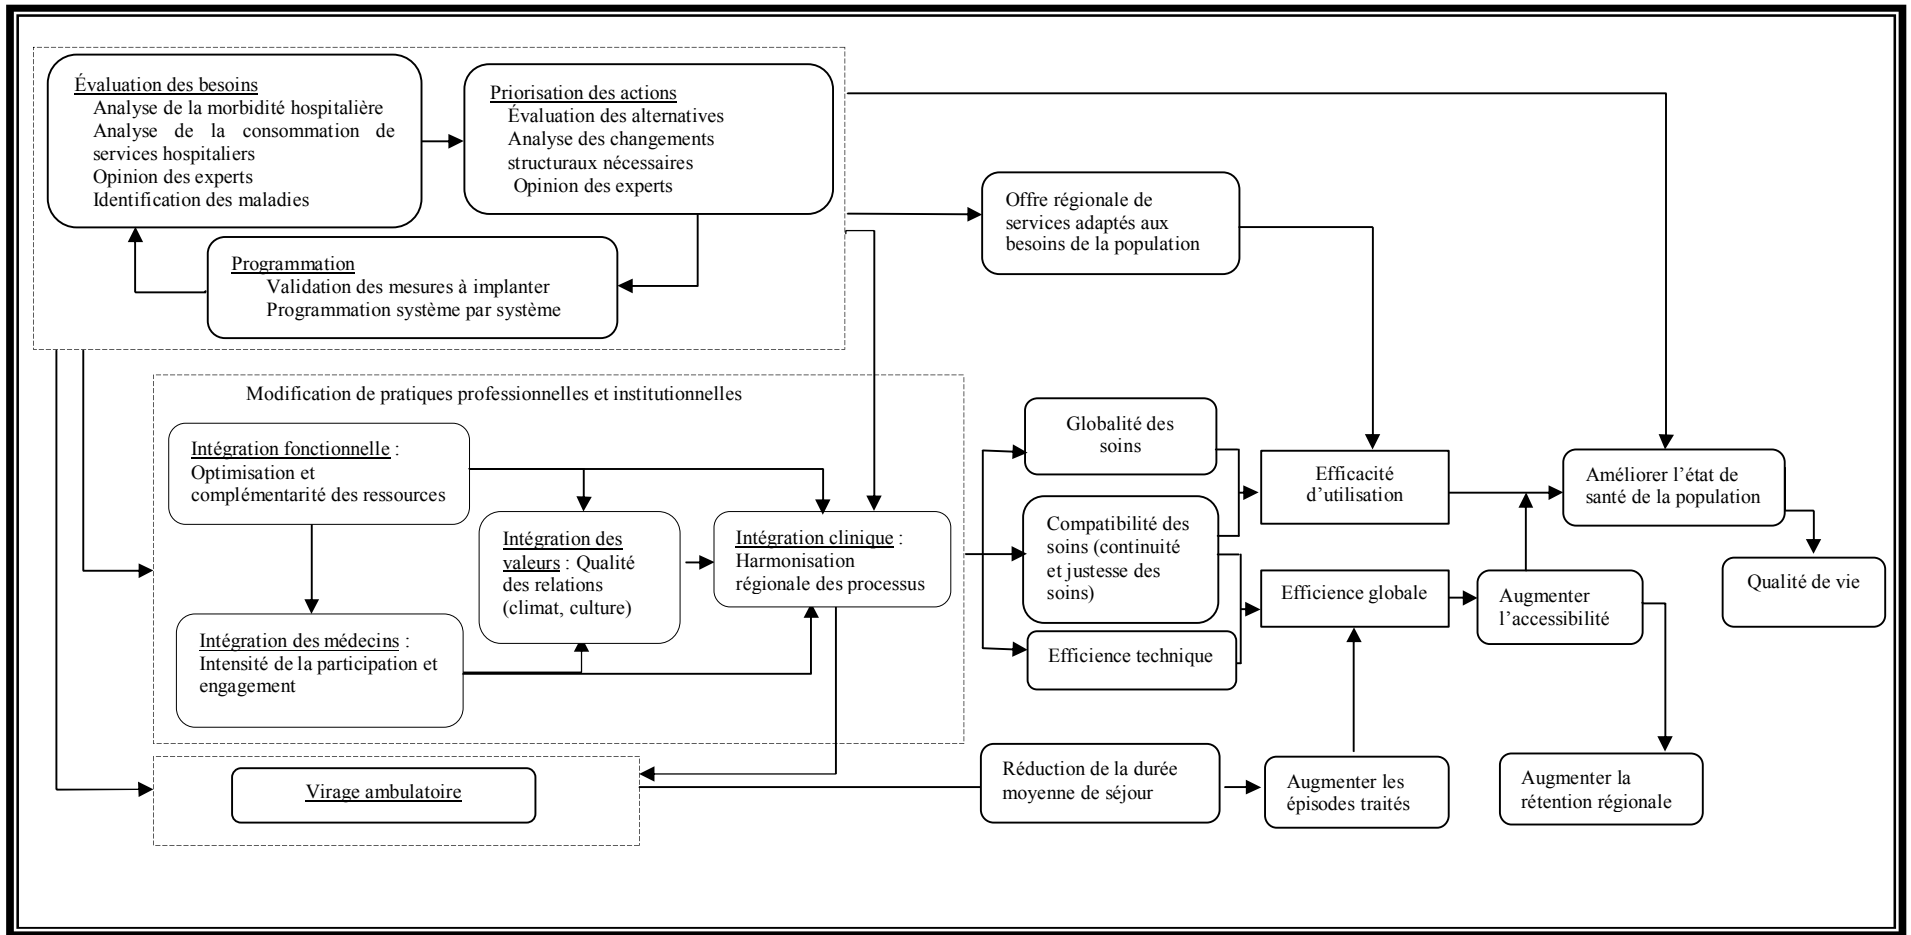 Évaluation des besoins
Analyse de la morbidité hospitalière
Analyse de la consommation de
services hospitaliers
Opinion des experts
Identification des maladies
Priorisation des actions
Évaluation des alternatives
Analyse des changements
structuraux nécessaires
Opinion des experts
Programmation
Validation des mesures à implanter
Programmation système par système
Offre régionale de
services adaptés aux
besoins de la population
Modification de pratiques professionnelles et institutionnelles
Intégration fonctionnelle :
Optimisation et
complémentarité des ressources
Intégration des
valeurs : Qualité
des relations
(climat, culture)
Intégration clinique :
Harmonisation
régionale des processus
Intégration des médecins :
Intensité de la participation et
engagement
Globalité des
soins
Compatibilité des
soins (continuité
et justesse des
soins)
Efficience technique
Efficacité
d’utilisation
Efficience globale
Améliorer l’état de
santé de la population
Augmenter
l’accessibilité
Qualité de vie
Virage ambulatoire
Réduction de la durée
moyenne de séjour
Augmenter les
épisodes traités
Augmenter la
rétention régionale